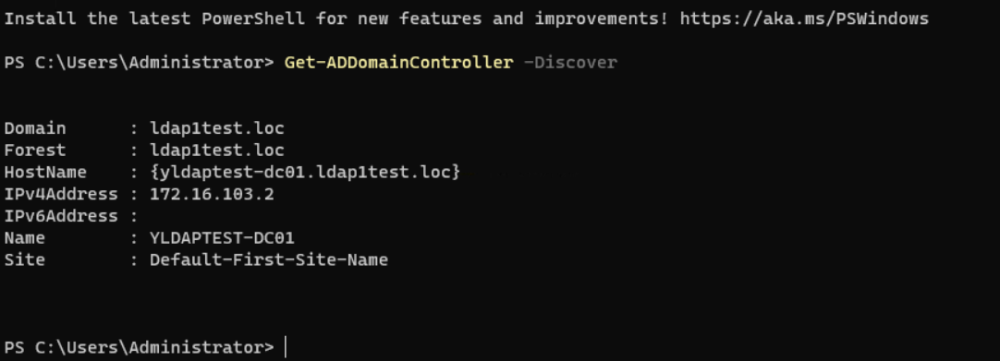 Install the latest PowerShell for new features and improvements! https://aka.ms/PSWindows
PS C:\Users\Administrator> Get-ADDomainController -Discover
Domain      : ldap1test.loc
Forest      : ldap1test.loc
HostName    : {yldaptest-dc01.ldap1test.loc}
IPv4Address : 172.16.103.2
IPv6Address :
Name        : YLDAPTEST-DC01
Site        : Default-First-Site-Name
PS C:\Users\Administrator>